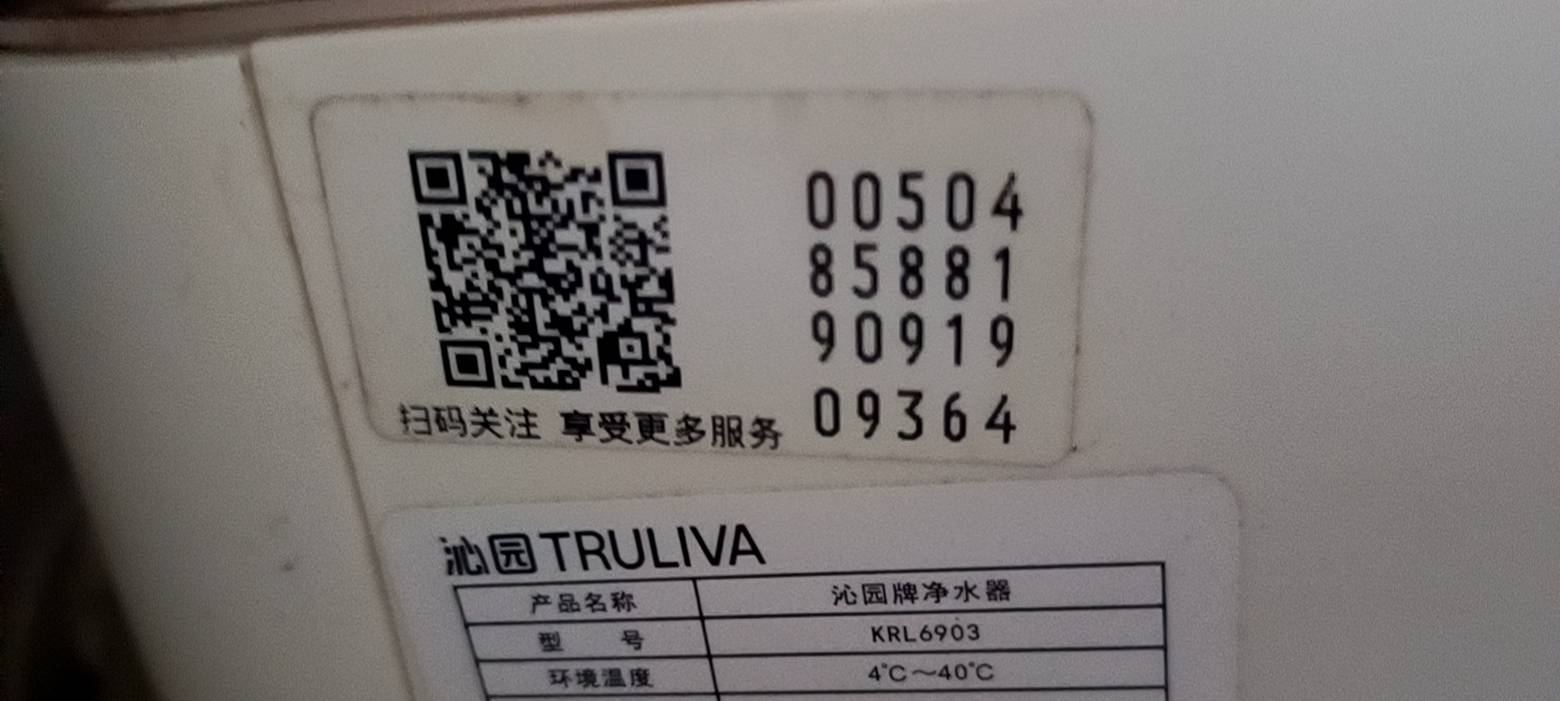 00504
85881
90919
09364
扫码关注 享受更多服务
沁园TRULIVA
产品名称 沁园牌净水器
型 号 KRL6903
环境温度 4℃~40℃